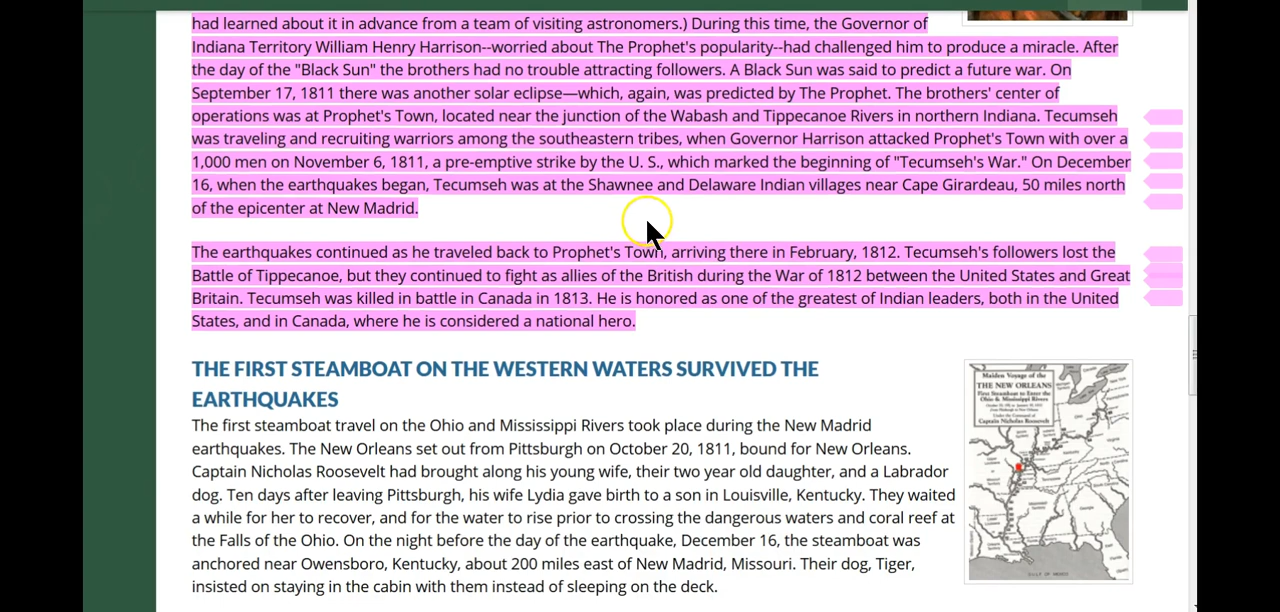 had learned about it in advance from a team of visiting astronomers.) During this time, the Governor of
Indiana Territory William Henry Harrison--worried about The Prophet's popularity--had challenged him to produce a miracle. After
the day of the "Black Sun" the brothers had no trouble attracting followers. A Black Sun was said to predict a future war. On
September 17, 1811 there was another solar eclipse—which, again, was predicted by The Prophet. The brothers' center of
operations was at Prophet's Town, located near the junction of the Wabash and Tippecanoe Rivers in northern Indiana. Tecumseh
was traveling and recruiting warriors among the southeastern tribes, when Governor Harrison attacked Prophet's Town with over a
1,000 men on November 6, 1811, a pre-emptive strike by the U. S., which marked the beginning of "Tecumseh's War." On December
16, when the earthquakes began, Tecumseh was at the Shawnee and Delaware Indian villages near Cape Girardeau, 50 miles north
of the epicenter at New Madrid.
The earthquakes continued as he traveled back to Prophet's Town, arriving there in February, 1812. Tecumseh's followers lost the
Battle of Tippecanoe, but they continued to fight as allies of the British during the War of 1812 between the United States and Great
Britain. Tecumseh was killed in battle in Canada in 1813. He is honored as one of the greatest of Indian leaders, both in the United
States, and in Canada, where he is considered a national hero.
THE FIRST STEAMBOAT ON THE WESTERN WATERS SURVIVED THE
EARTHQUAKES
The first steamboat travel on the Ohio and Mississippi Rivers took place during the New Madrid
earthquakes. The New Orleans set out from Pittsburgh on October 20, 1811, bound for New Orleans.
Captain Nicholas Roosevelt had brought along his young wife, their two year old daughter, and a Labrador
dog. Ten days after leaving Pittsburgh, his wife Lydia gave birth to a son in Louisville, Kentucky. They waited
a while for her to recover, and for the water to rise prior to crossing the dangerous waters and coral reef at
the Falls of the Ohio. On the night before the day of the earthquake, December 16, the steamboat was
anchored near Owensboro, Kentucky, about 200 miles east of New Madrid, Missouri. Their dog, Tiger,
insisted on staying in the cabin with them instead of sleeping on the deck.
Maiden Voyage of the
THE NEW ORLEANS
First Steamboat to Enter the
Ohio & Mississippi Rivers
Captain Nicholas Roosevelt
GULF OF MEXICO